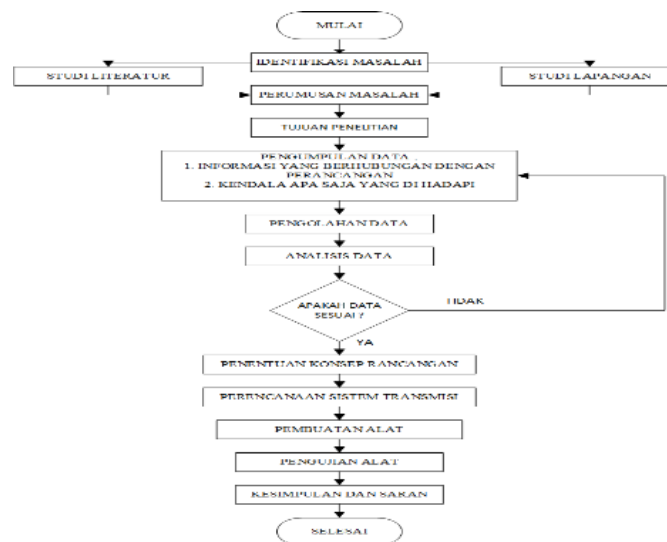 MULAI
IDENTIFIKASI MASALAH
STUDI LITERATUR
STUDI LAPANGAN
PERUMUSAN MASALAH
TUJUAN PENELITIAN
PENGUMPULAN DATA :
1. INFORMASI YANG BERHUBUNGAN DENGAN
PERANCANGAN
2. KENDALA APA SAJA YANG DI HADAPI
PENGOLAHAN DATA
ANALISIS DATA
APAKAH DATA
SESUAI ?
TIDAK
YA
PENENTUAN KONSEP RANCANGAN
PERENCANAAN SISTEM TRANSMISI
PEMBUATAN ALAT
PENGUJIAN ALAT
KESIMPULAN DAN SARAN
SELESAI